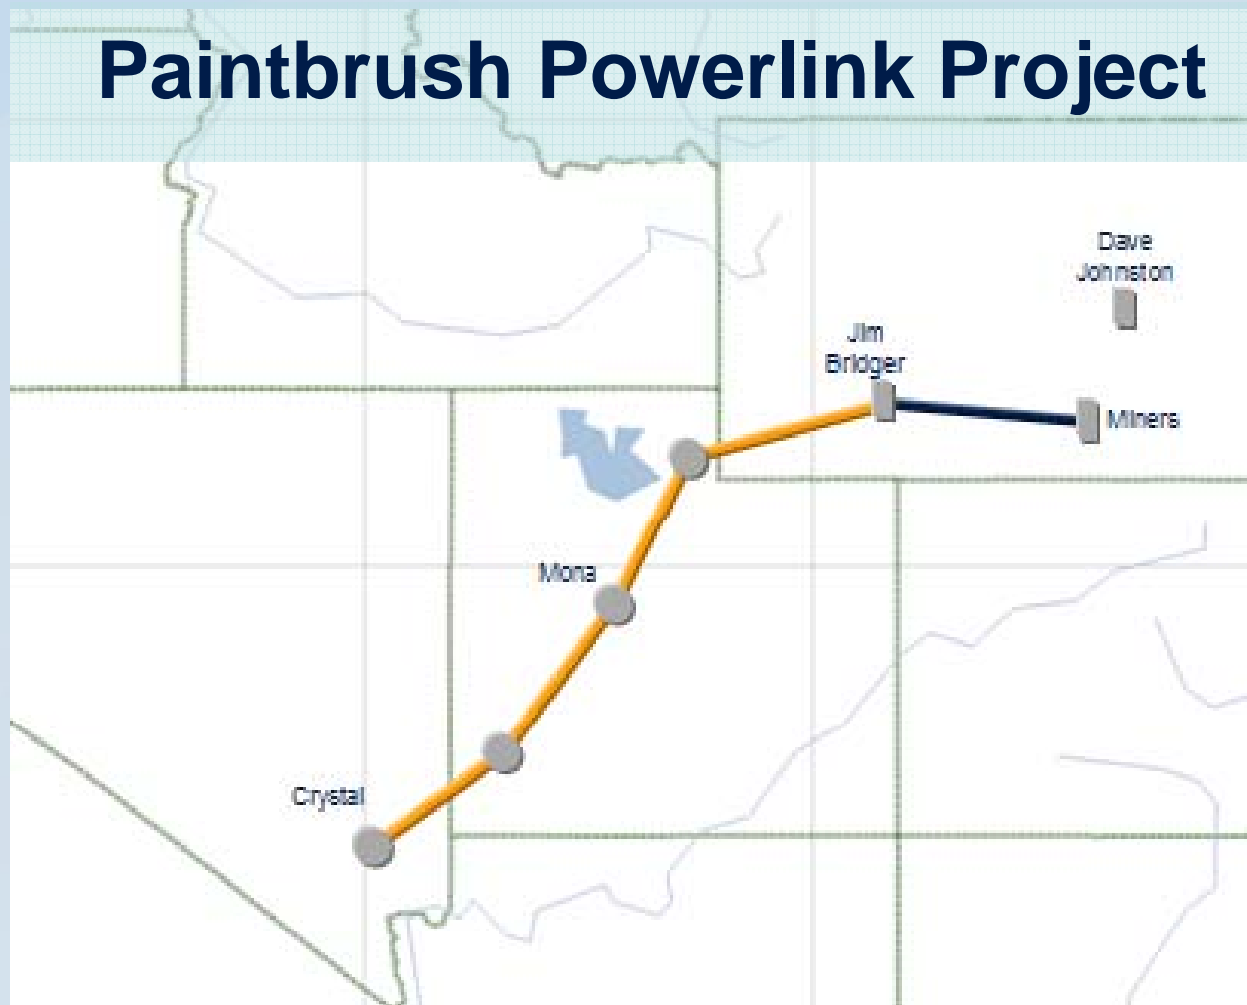 Paintbrush Powerlink Project
Dave
Johnston
Jim
Bridger
Miners
Mona
Crystal